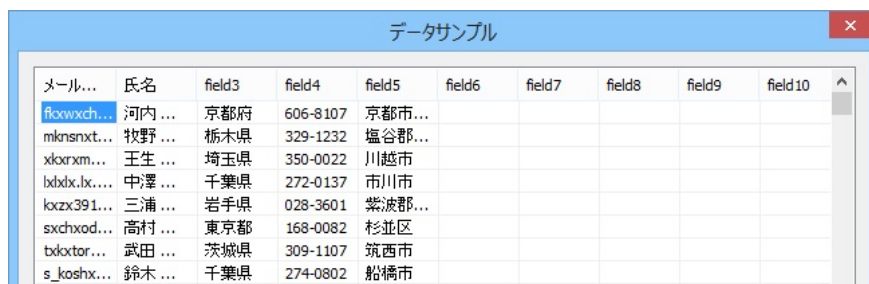 データサンプル
メール... 氏名 field3 field4 field5 field6 field7 field8 field9 field10
fkxwxch... 河内 ... 京都府 606-8107 京都市...
mknsnxt... 牧野 ... 栃木県 329-1232 塩谷郡...
xkxrxm... 王生 ... 埼玉県 350-0022 川越市
lxlxlx.lx.... 中澤 ... 千葉県 272-0137 市川市
kxzx391... 三浦 ... 岩手県 028-3601 紫波郡...
sxchxod... 高村 ... 東京都 168-0082 杉並区
txkxtor... 武田 ... 茨城県 309-1107 筑西市
s_koshx... 鈴木 ... 千葉県 274-0802 船橋市